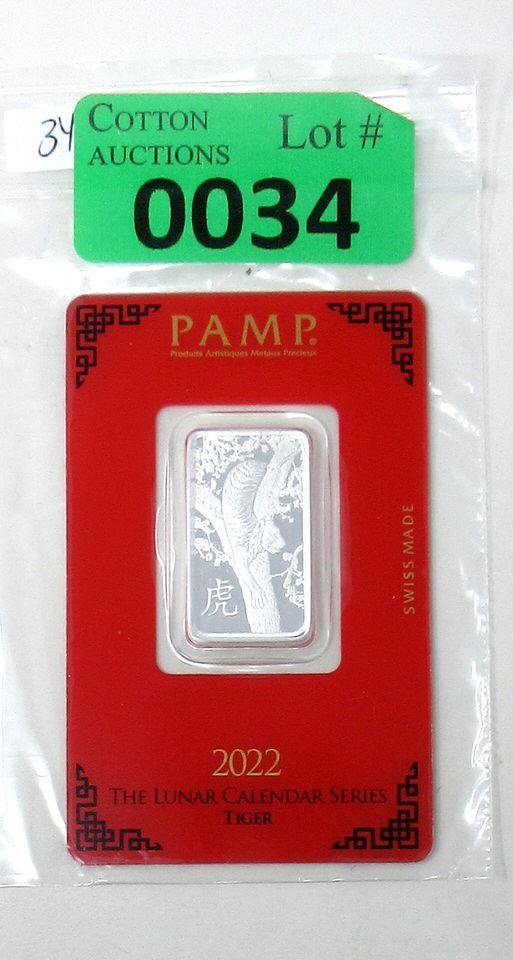 34
COTTON
AUCTIONS
Lot #
0034
PAMP®
Produits Artistiques Métaux Précieux
虎
SWISS MADE
2022
THE LUNAR CALENDAR SERIES
TIGER